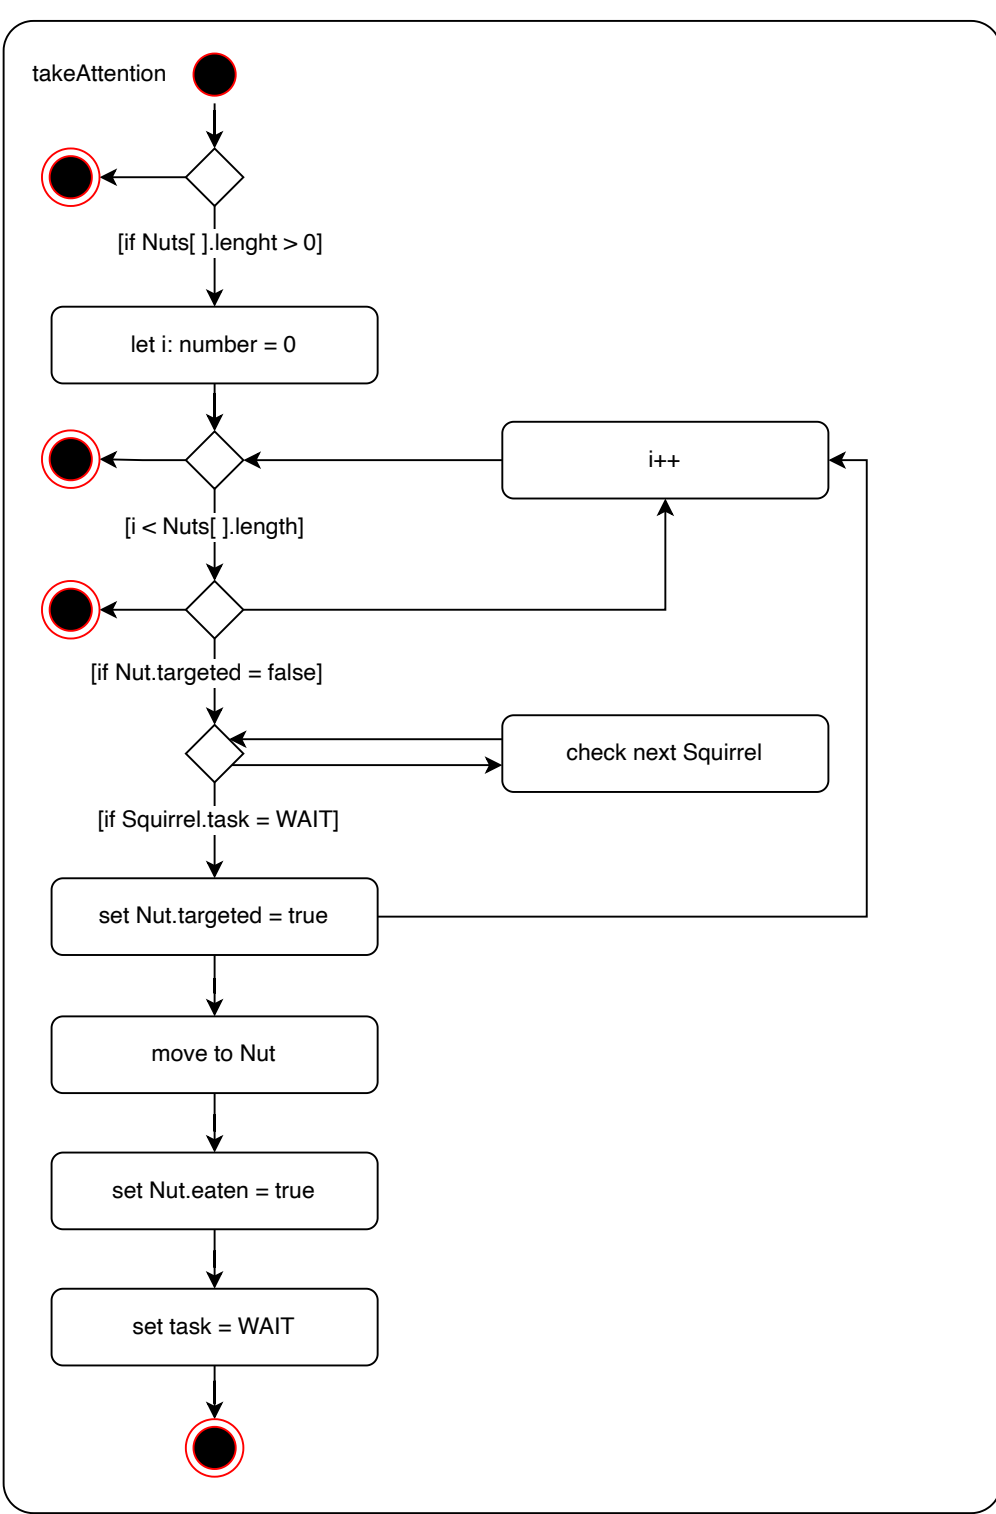 takeAttention
[if Nuts[ ].lenght > 0]
let i: number = 0
i++
[i < Nuts[ ].length]
[if Nut.targeted = false]
check next Squirrel
[if Squirrel.task = WAIT]
set Nut.targeted = true
move to Nut
set Nut.eaten = true
set task = WAIT